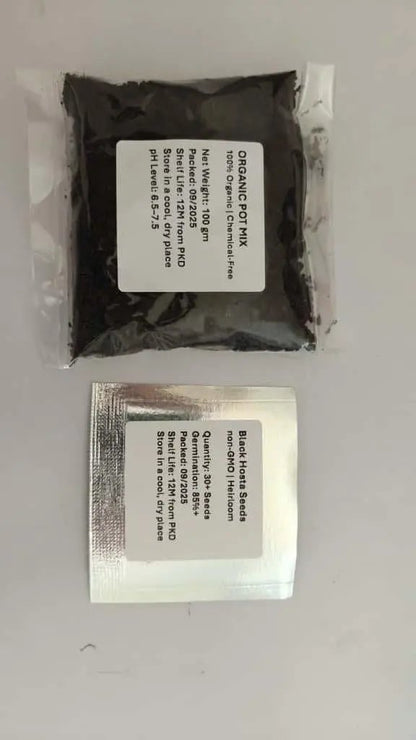 ORGANIC POT MIX
100% Organic | Chemical-Free
Net Weight: 100 gm
Packed: 09/2025
Shelf Life: 12M from PKD
Store in a cool, dry place
pH Level: 6.5–7.5
Black Hosta Seeds
non-GMO | Heirloom
Quantity: 30+ Seeds
Germination: 85%+
Packed: 09/2025
Shelf Life: 12M from PKD
Store in a cool, dry place